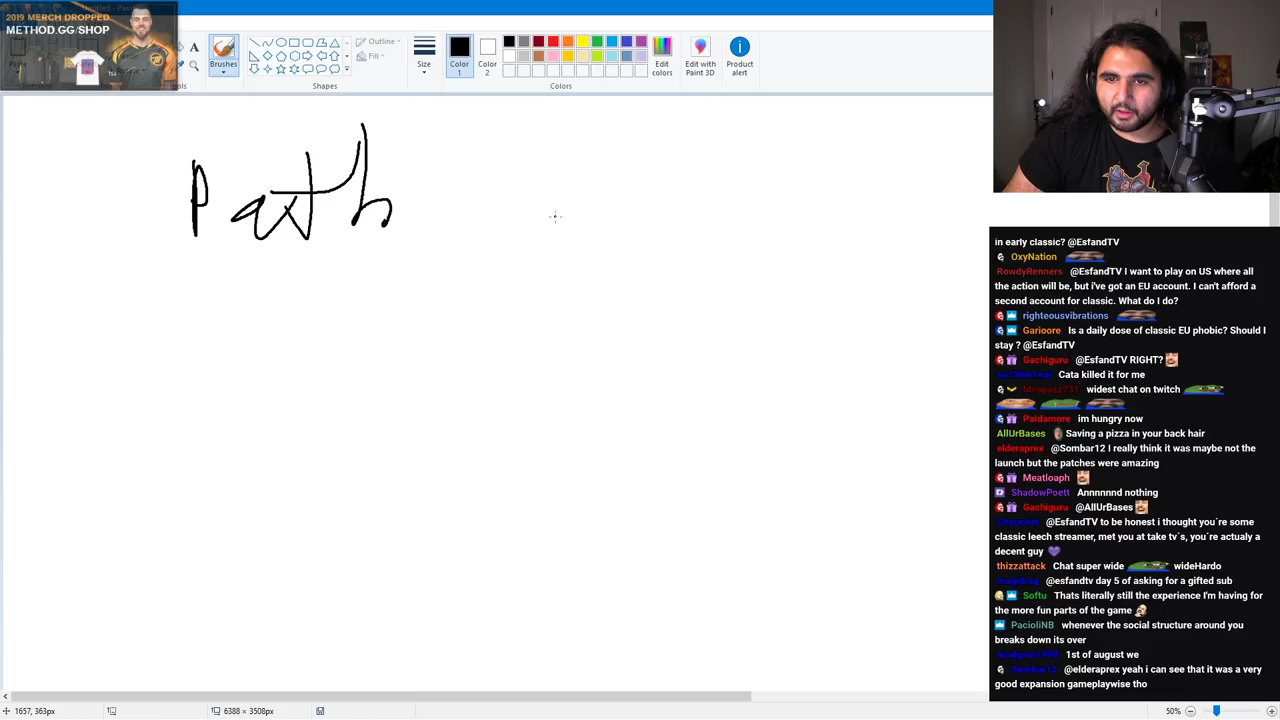 2019 MERCH DROPPED
METHOD.GG/SHOP
Brushes
Shapes
Outline
Fill
Size
Color 1
Color 2
Colors
Edit colors
Edit with Paint 3D
Product alert
Path
in early classic? @EsfandTV
OxyNation
RowdyRenners @EsfandTV I want to play on US where all
the action will be, but i've got an EU account. I can't afford a
second account for classic. What do I do?
righteousvibrations
Garioore Is a daily dose of classic EU phobic? Should I
stay ? @EsfandTV
Gachiguru @EsfandTV RIGHT?
Cata killed it for me
Mespazz731 widest chat on twitch
Paldamore im hungry now
AllUrBases Saving a pizza in your back hair
elderaprex @Sombar12 I really think it was maybe not the
launch but the patches were amazing
Meatloaph
ShadowPoett Annnnnnd nothing
Gachiguru @AllUrBases
@EsfandTV to be honest i thought you´re some
classic leech streamer, met you at take tv´s, you´re actualy a
decent guy
thizzattack Chat super wide wideHardo
@esfandtv day 5 of asking for a gifted sub
Softu Thats literally still the experience I'm having for
the more fun parts of the game
PacioliNB whenever the social structure around you
breaks down its over
1st of august we
Sombar12 @elderaprex yeah i can see that it was a very
good expansion gameplaywise tho
1657, 363px
6388 × 3508px
50%